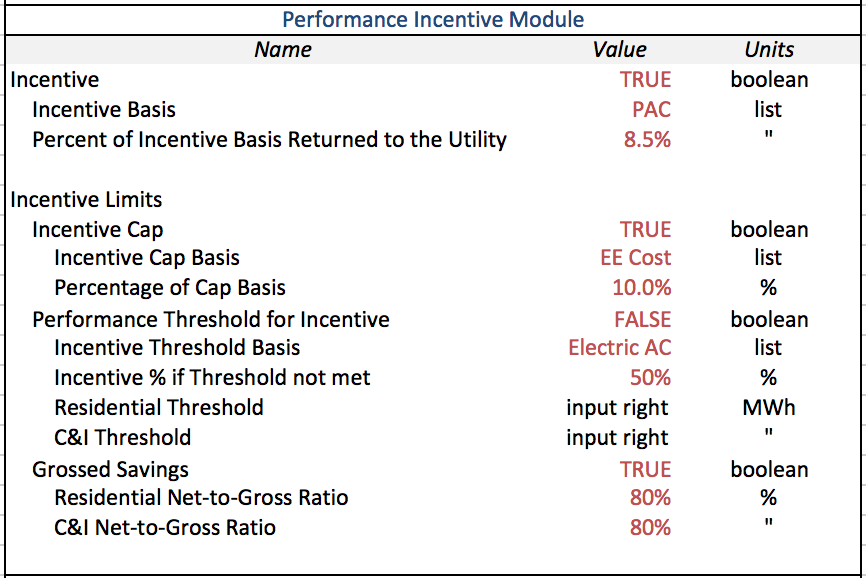 Performance Incentive Module
Name Value Units
Incentive TRUE boolean
Incentive Basis PAC list
Percent of Incentive Basis Returned to the Utility 8.5% "
Incentive Limits
Incentive Cap TRUE boolean
Incentive Cap Basis EE Cost list
Percentage of Cap Basis 10.0% %
Performance Threshold for Incentive FALSE boolean
Incentive Threshold Basis Electric AC list
Incentive % if Threshold not met 50% %
Residential Threshold input right MWh
C&I Threshold input right "
Grossed Savings TRUE boolean
Residential Net-to-Gross Ratio 80% %
C&I Net-to-Gross Ratio 80% "